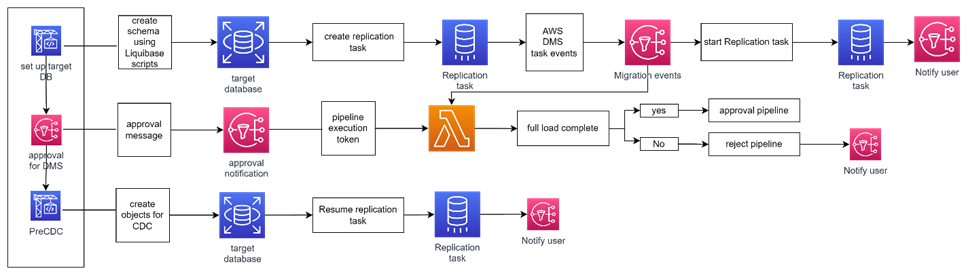 set up target
DB
create
schema
using
Liquibase
scripts
target
database
create replication
task
Replication
task
AWS
DMS
task events
Migration events
start Replication task
Replication
task
Notify user
approval
for DMS
approval
message
approval
notification
pipeline
execution
token
full load complete
yes
approval pipeline
No
reject pipeline
Notify user
PreCDC
create
objects for
CDC
target
database
Resume replication
task
Replication
task
Notify user